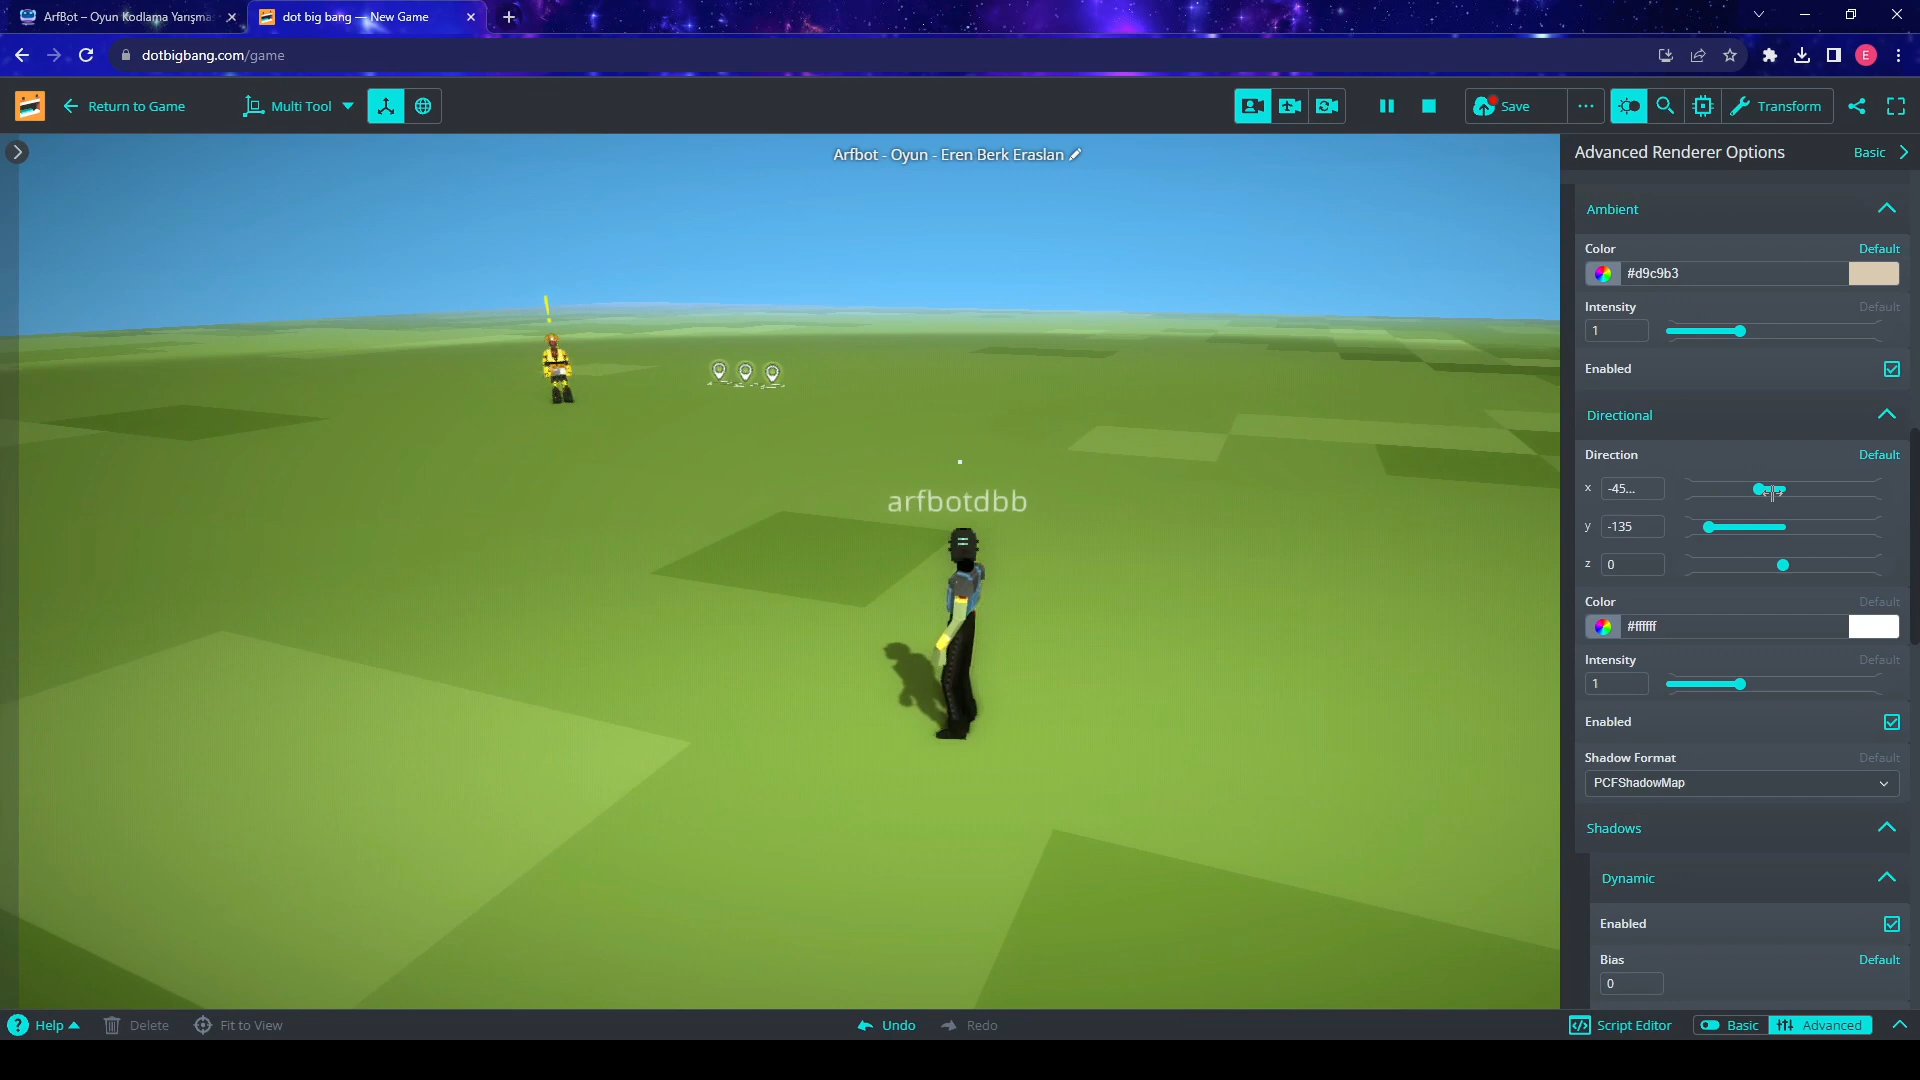 ArfBot – Oyun Kodlama Yarışma
dot big bang — New Game
dotbigbang.com/game
E
Return to Game
Multi Tool
Save
Transform
Arfbot - Oyun - Eren Berk Eraslan
Advanced Renderer Options
Basic
Ambient
Color
Default
#d9c9b3
Intensity
Default
1
Enabled
Directional
Direction
Default
x
-45...
y
-135
z
0
Color
Default
#ffffff
Intensity
Default
1
Enabled
Shadow Format
Default
PCFShadowMap
Shadows
Dynamic
Enabled
Bias
Default
0
arfbotdbb
? Help
Delete
Fit to View
Undo
Redo
Script Editor
Basic
Advanced